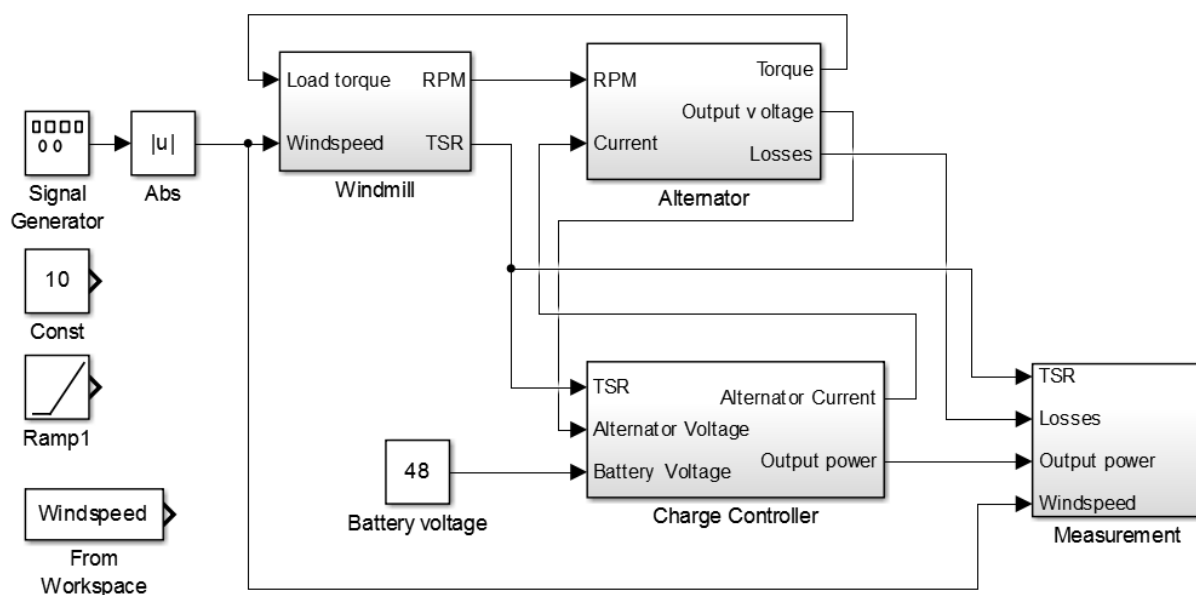 Load torque
RPM
Windspeed
TSR
Windmill
RPM
Torque
Output v oltage
Current
Losses
Alternator
|u|
Signal
Generator
Abs
10
Const
Ramp1
Windspeed
From
Workspace
48
Battery voltage
TSR
Alternator Current
Alternator Voltage
Output power
Battery Voltage
Charge Controller
TSR
Losses
Output power
Windspeed
Measurement